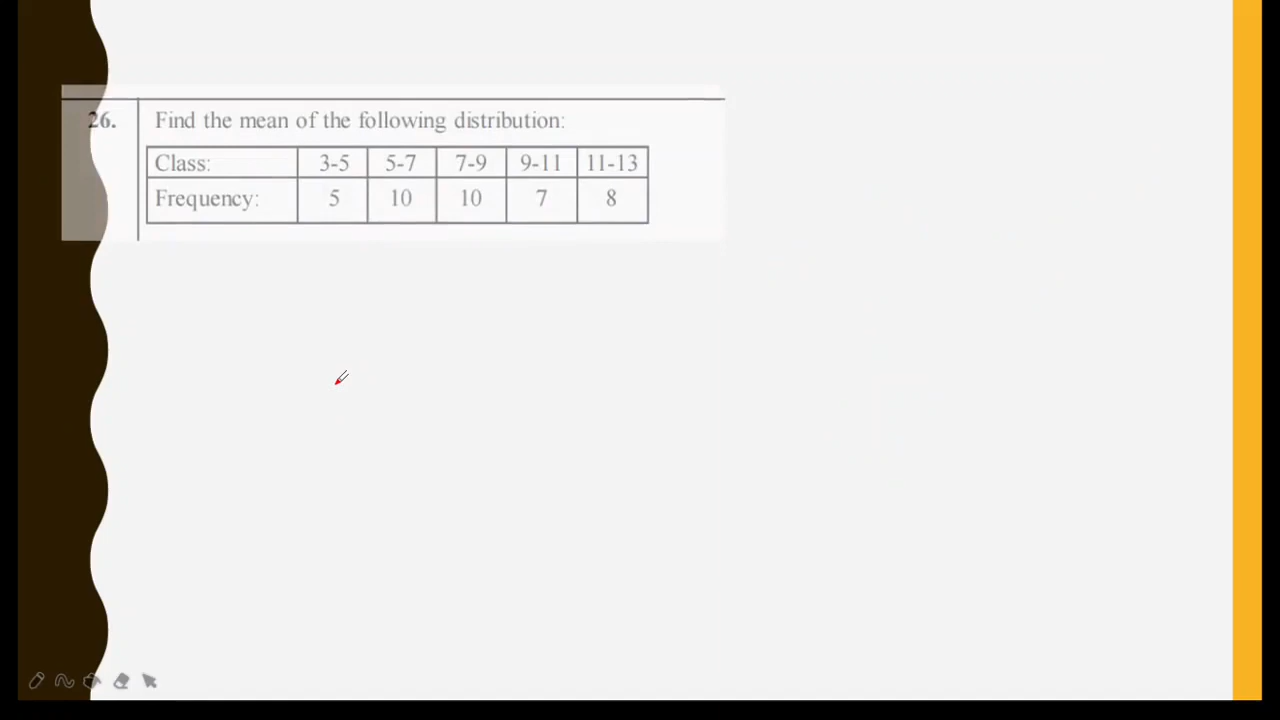 26. Find the mean of the following distribution:
Class: 3-5 5-7 7-9 9-11 11-13
Frequency: 5 10 10 7 8